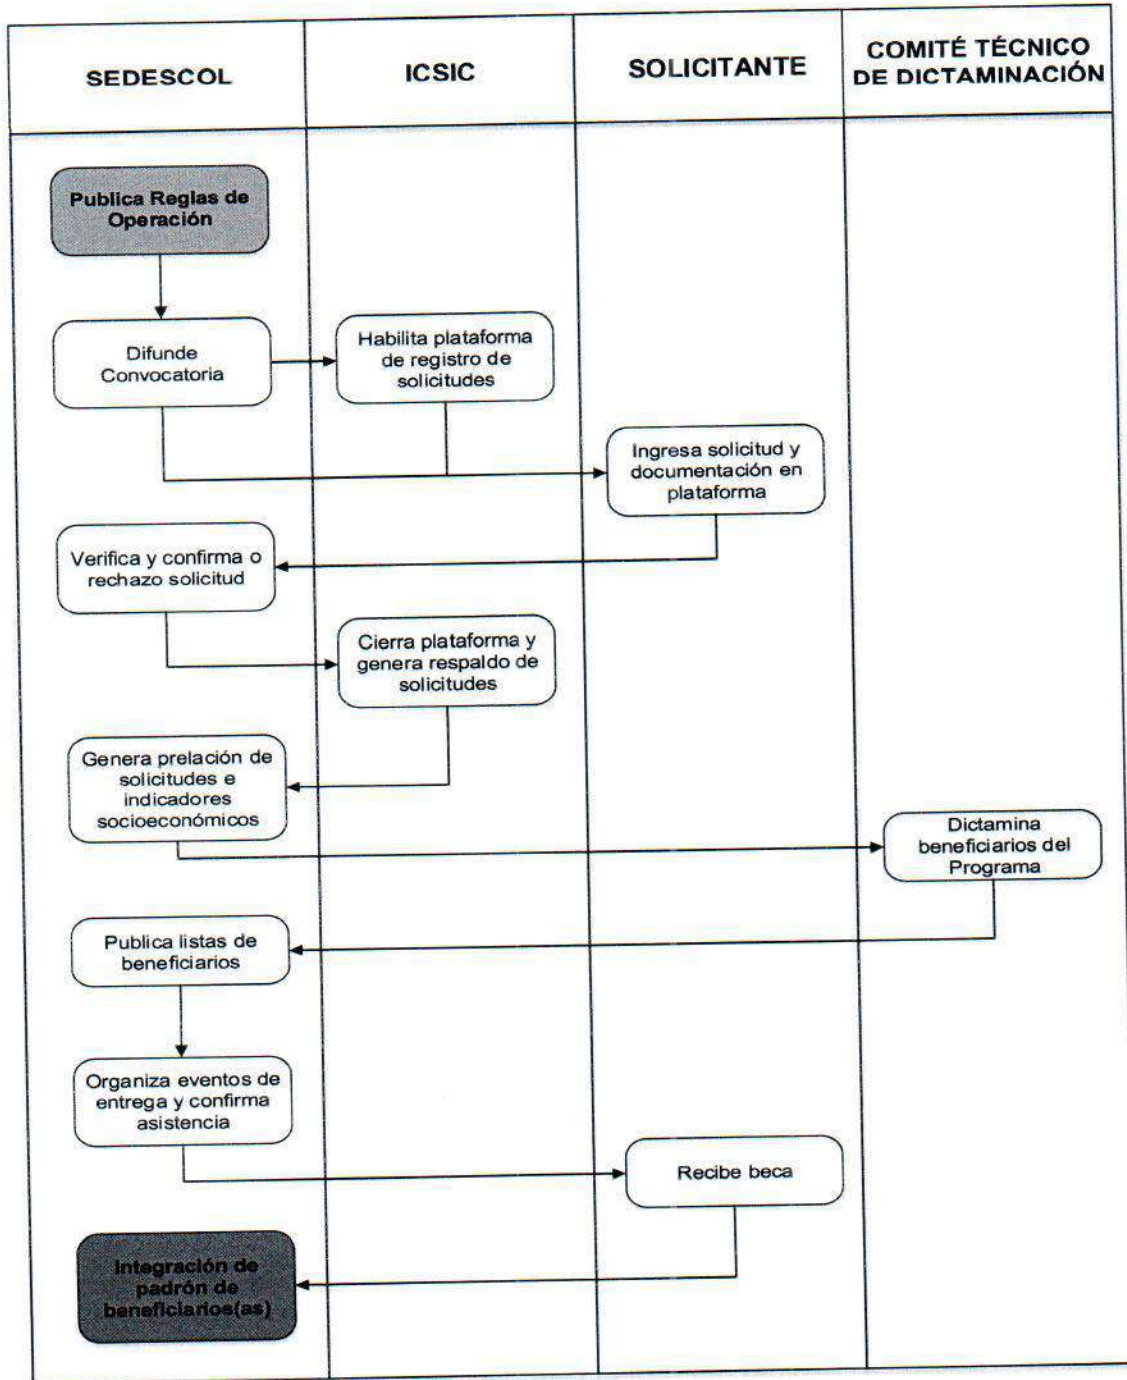 SEDESCOL
ICSIC
SOLICITANTE
COMITÉ TÉCNICO
DE DICTAMINACIÓN
Publica Reglas de
Operación
Difunde
Convocatoria
Habilita plataforma
de registro de
solicitudes
Ingresa solicitud y
documentación en
plataforma
Verifica y confirma o
rechazo solicitud
Cierra plataforma y
genera respaldo de
solicitudes
Genera prelación de
solicitudes e
indicadores
socioeconómicos
Dictamina
beneficiarios del
Programa
Publica listas de
beneficiarios
Organiza eventos de
entrega y confirma
asistencia
Recibe beca
Integración de
padrón de
beneficiarios(as)